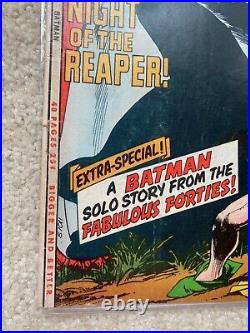 BATMAN
48 PAGES 25¢ BIGGER AND BETTER
NIGHT
OF THE REAPER!
EXTRA-SPECIAL!
A BATMAN
SOLO STORY FROM THE
FABULOUS FORTIES!